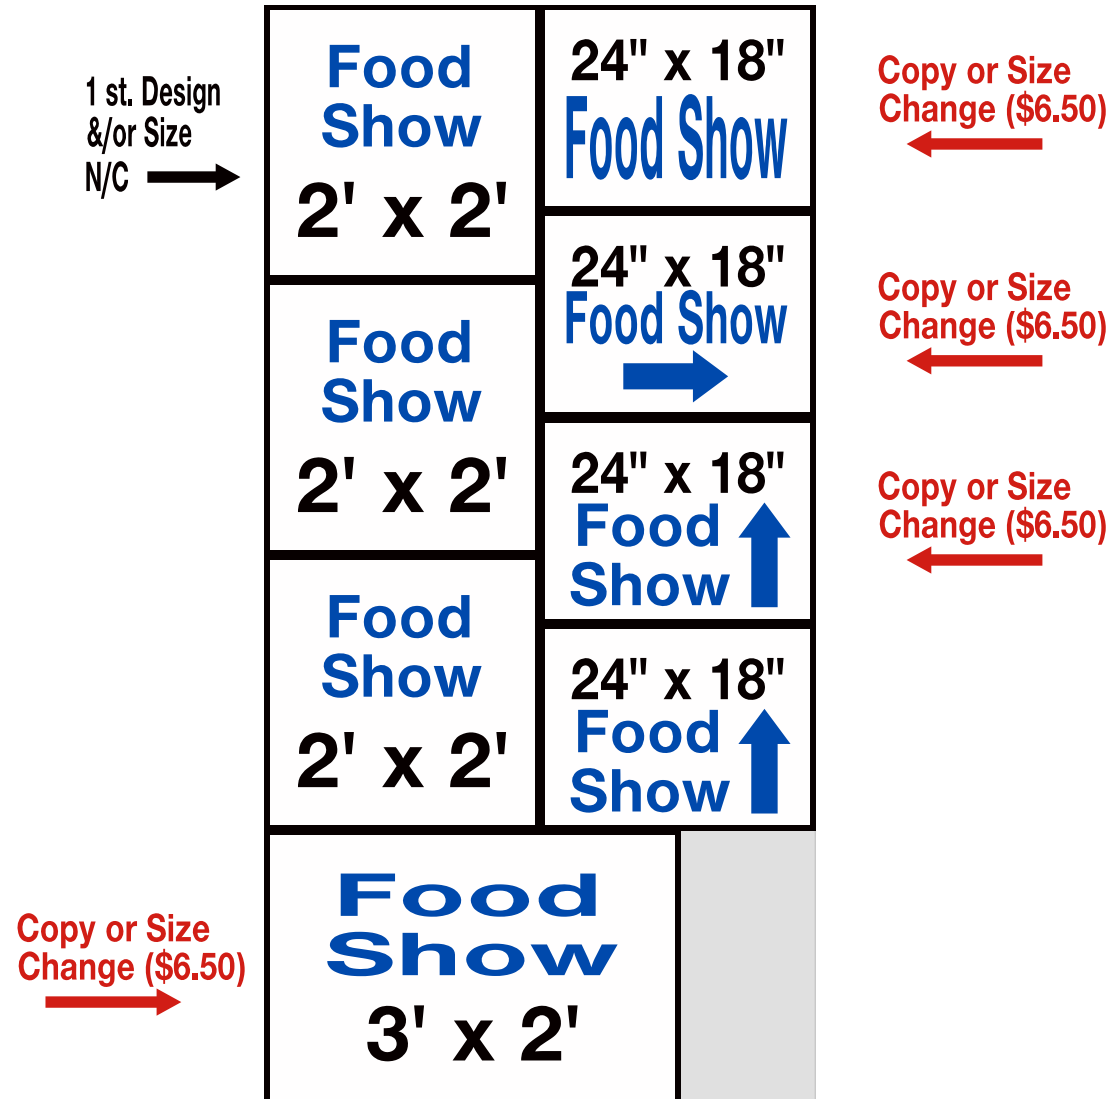 1 st. Design
&/or Size
N/C
Food
Show
2' x 2'
24" x 18"
Food Show
Copy or Size
Change ($6.50)
24" x 18"
Food Show
Copy or Size
Change ($6.50)
Food
Show
2' x 2'
24" x 18"
Food
Show
Copy or Size
Change ($6.50)
Food
Show
2' x 2'
24" x 18"
Food
Show
Copy or Size
Change ($6.50)
Food
Show
3' x 2'